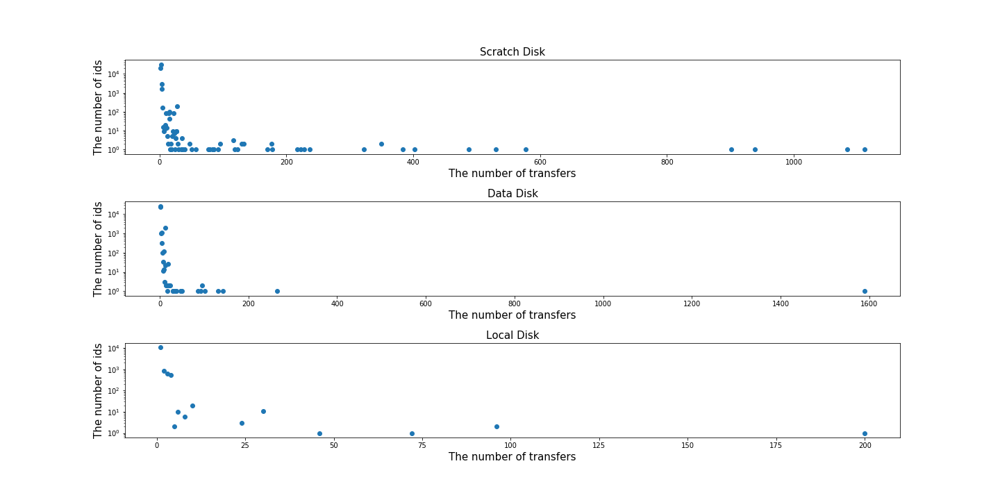 Scratch Disk
The number of ids
10⁴
10³
10²
10¹
10⁰
0 200 400 600 800 1000
The number of transfers
Data Disk
The number of ids
10⁴
10³
10²
10¹
10⁰
0 200 400 600 800 1000 1200 1400 1600
The number of transfers
Local Disk
The number of ids
10⁴
10³
10²
10¹
10⁰
0 25 50 75 100 125 150 175 200
The number of transfers